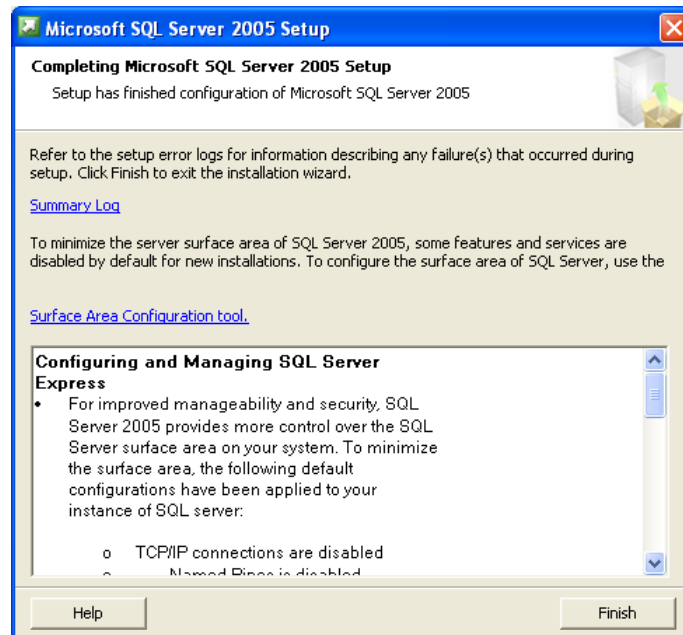 Microsoft SQL Server 2005 Setup
Completing Microsoft SQL Server 2005 Setup
Setup has finished configuration of Microsoft SQL Server 2005
Refer to the setup error logs for information describing any failure(s) that occurred during
setup. Click Finish to exit the installation wizard.
Summary Log
To minimize the server surface area of SQL Server 2005, some features and services are
disabled by default for new installations. To configure the surface area of SQL Server, use the
Surface Area Configuration tool.
Configuring and Managing SQL Server
Express
• For improved manageability and security, SQL
Server 2005 provides more control over the SQL
Server surface area on your system. To minimize
the surface area, the following default
configurations have been applied to your
instance of SQL server:
o TCP/IP connections are disabled
o Named Pipes is disabled
Help
Finish